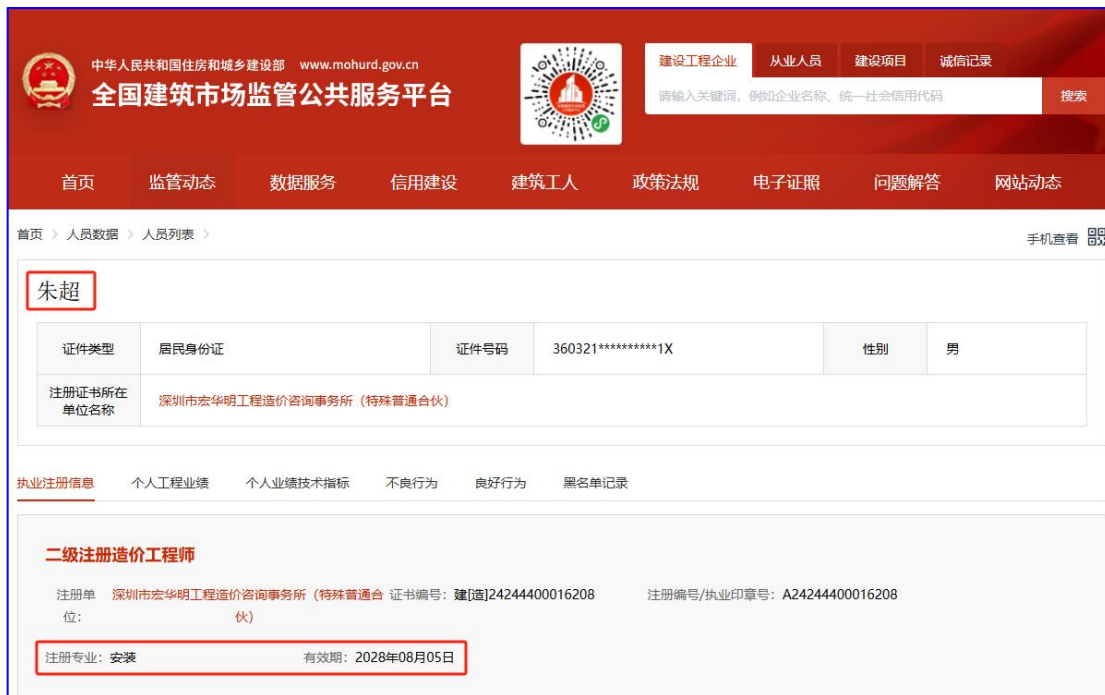 中华人民共和国住房和城乡建设部 www.mohurd.gov.cn
全国建筑市场监管公共服务平台
建设工程企业 从业人员 建设项目 诚信记录
请输入关键词，例如企业名称、统一社会信用代码 搜索
首页 监管动态 数据服务 信用建设 建筑工人 政策法规 电子证照 问题解答 网站动态
首页 > 人员数据 > 人员列表 >
手机查看
朱超
证件类型 居民身份证 证件号码 360321**********1X 性别 男
注册证书所在
单位名称
深圳市宏华明工程造价咨询事务所（特殊普通合伙）
执业注册信息 个人工程业绩 个人业绩技术指标 不良行为 良好行为 黑名单记录
二级注册造价工程师
注册单 深圳市宏华明工程造价咨询事务所（特殊普通合 证书编号：建[造]24244400016208 注册编号/执业印章号：A24244400016208
位： 伙）
注册专业：安装 有效期：2028年08月05日